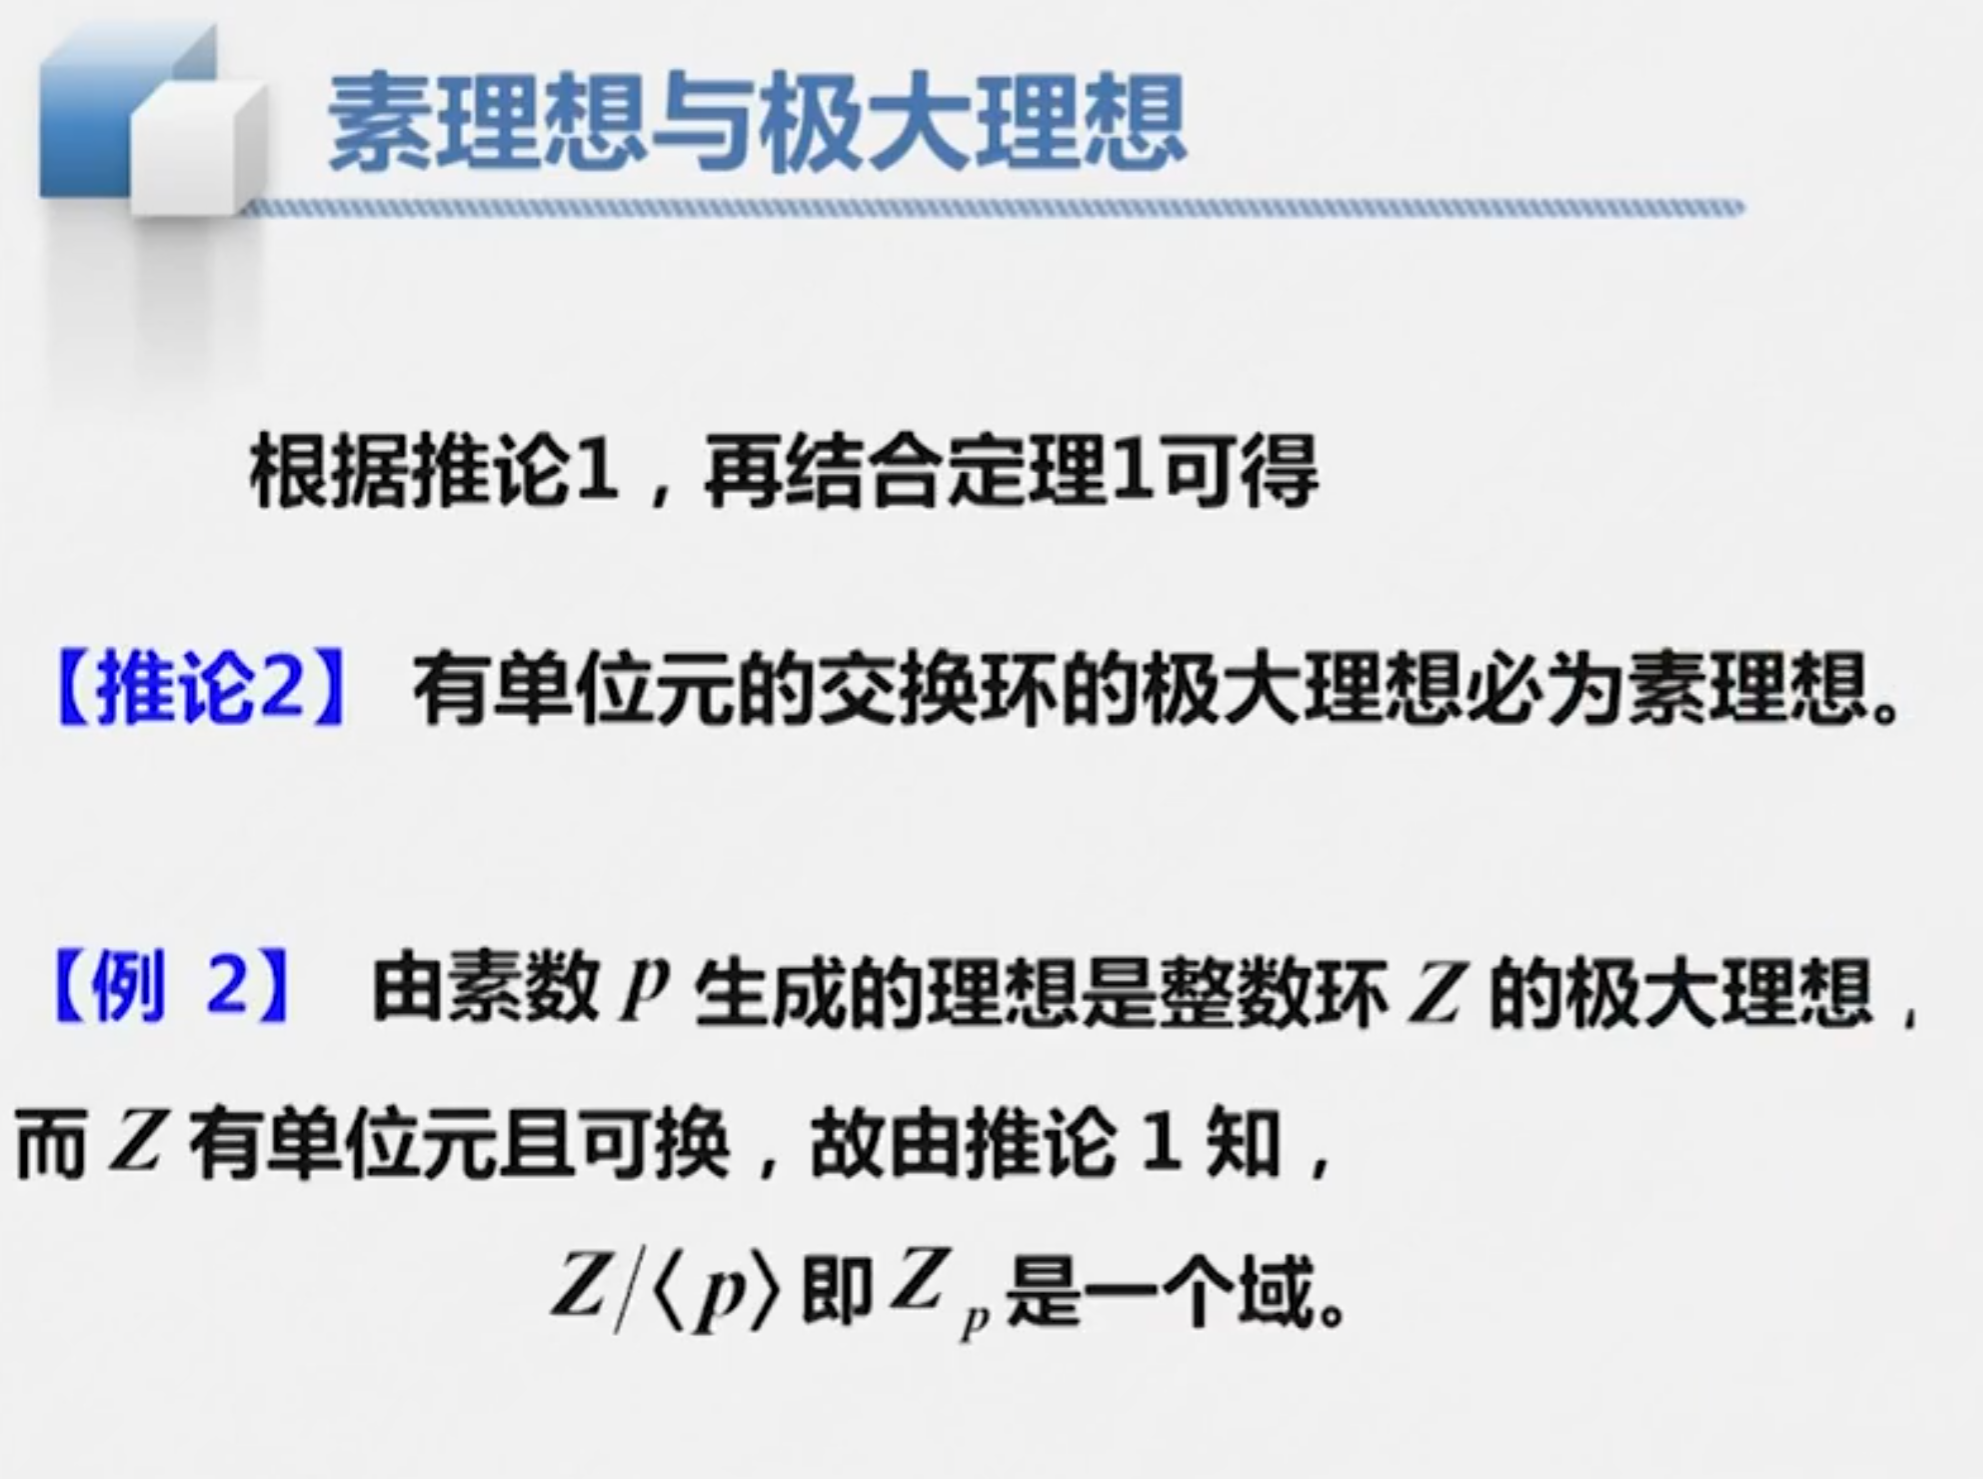 素理想与极大理想
根据推论1，再结合定理1可得
【推论2】 有单位元的交换环的极大理想必为素理想。
【例 2】 由素数 p 生成的理想是整数环 Z 的极大理想，
而 Z 有单位元且可换，故由推论 1 知，
Z/⟨p⟩即 Z_p 是一个域。